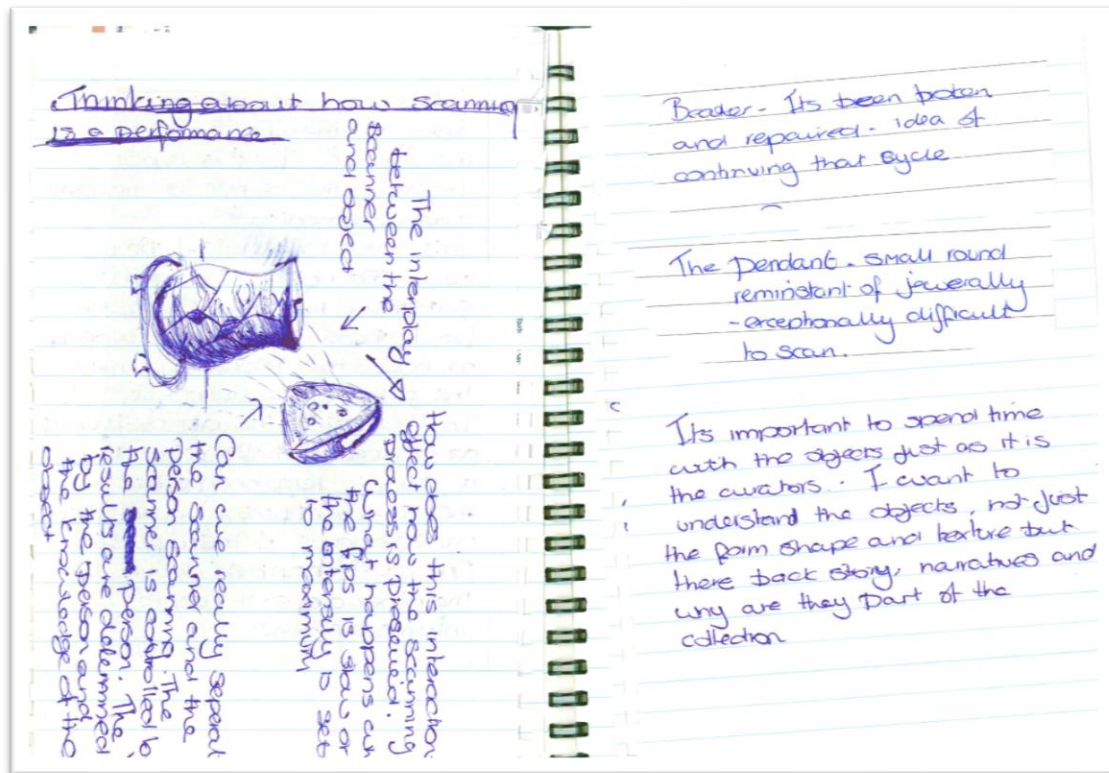 Thinking about how scanning
is a performance
The interplay
between the
scanner
and object
How does this interaction
affect how the scanning
process is
what happens
the fps is slow or
the intensity is set
to
Can we really seperat
the scanner and the
person scanning. The
scanner is controlled b
the person. The
results are determined
by the person and
the knowledge of the
object
Beaker - Its been broken
and repaired - idea of
continuing that cycle
The Pendant - small round
reministant of jewerally
- exceptionally difficult
to scan.
Its important to spend time
with the objects just as it is
the curators. I want to
understand the objects, not just
the form shape and texture but
there back story, narratives and
why are they part of the
collection